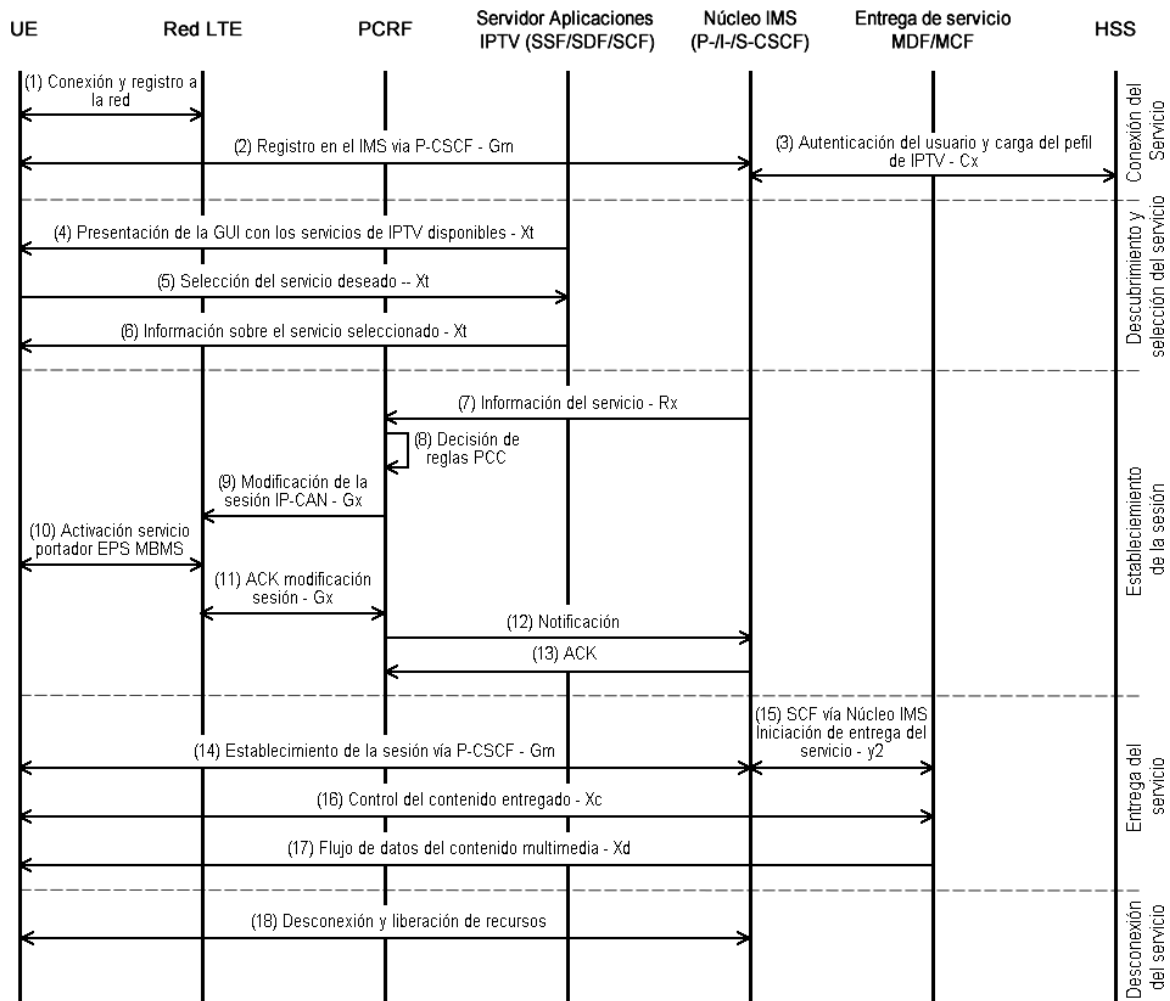 UE
Red LTE
PCRF
Servidor Aplicaciones
IPTV (SSF/SDF/SCF)
Núcleo IMS
(P-/I-/S-CSCF)
Entrega de servicio
MDF/MCF
HSS
(1) Conexión y registro a
la red
(2) Registro en el IMS via P-CSCF - Gm
(3) Autenticación del usuario y carga del pefil
de IPTV - Cx
Conexión del
Servicio
(4) Presentación de la GUI con los servicios de IPTV disponibles - Xt
(5) Selección del servicio deseado -- Xt
(6) Información sobre el servicio seleccionado - Xt
Descubrimiento y
selección del servicio
(7) Información del servicio - Rx
(8) Decisión de
reglas PCC
(9) Modificación de la
sesión IP-CAN - Gx
(10) Activación servicio
portador EPS MBMS
(11) ACK modificación
sesión - Gx
(12) Notificación
(13) ACK
Estableciemiento
de la sesión
(14) Establecimiento de la sesión vía P-CSCF - Gm
(15) SCF vía Núcleo IMS
Iniciación de entrega del
servicio - y2
(16) Control del contenido entregado - Xc
(17) Flujo de datos del contenido multimedia - Xd
Entrega del
servicio
(18) Desconexión y liberación de recursos
Desconexión
del servicio